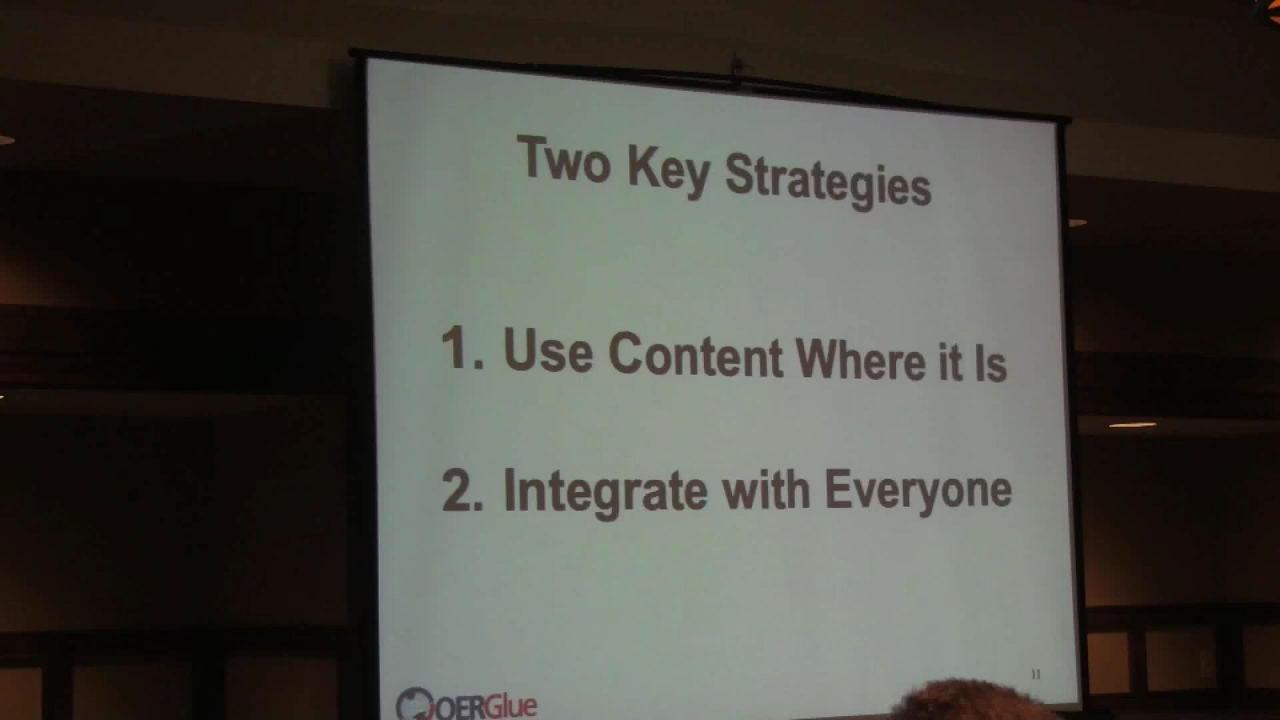 Two Key Strategies
1. Use Content Where it Is
2. Integrate with Everyone
11
OERGlue